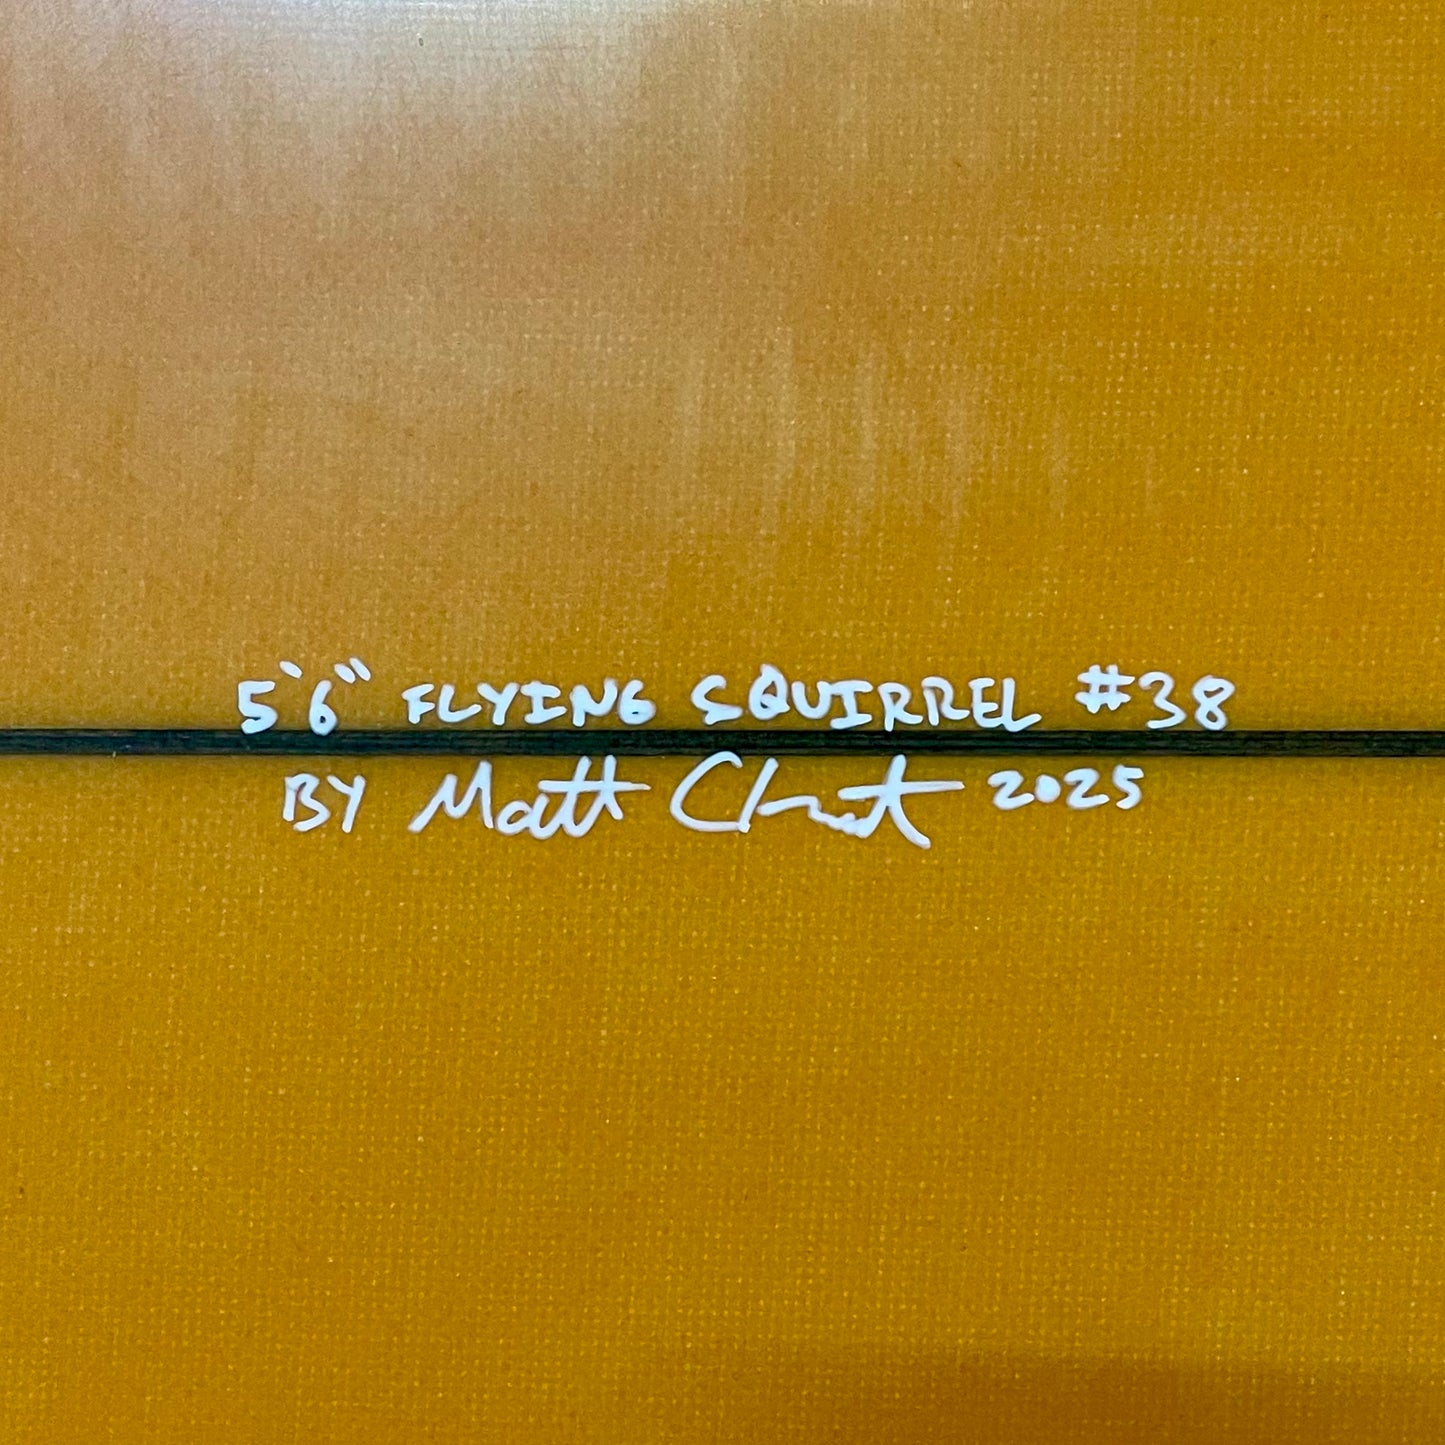 5'6" FLYING SQUIRREL #38
BY Matt 2025